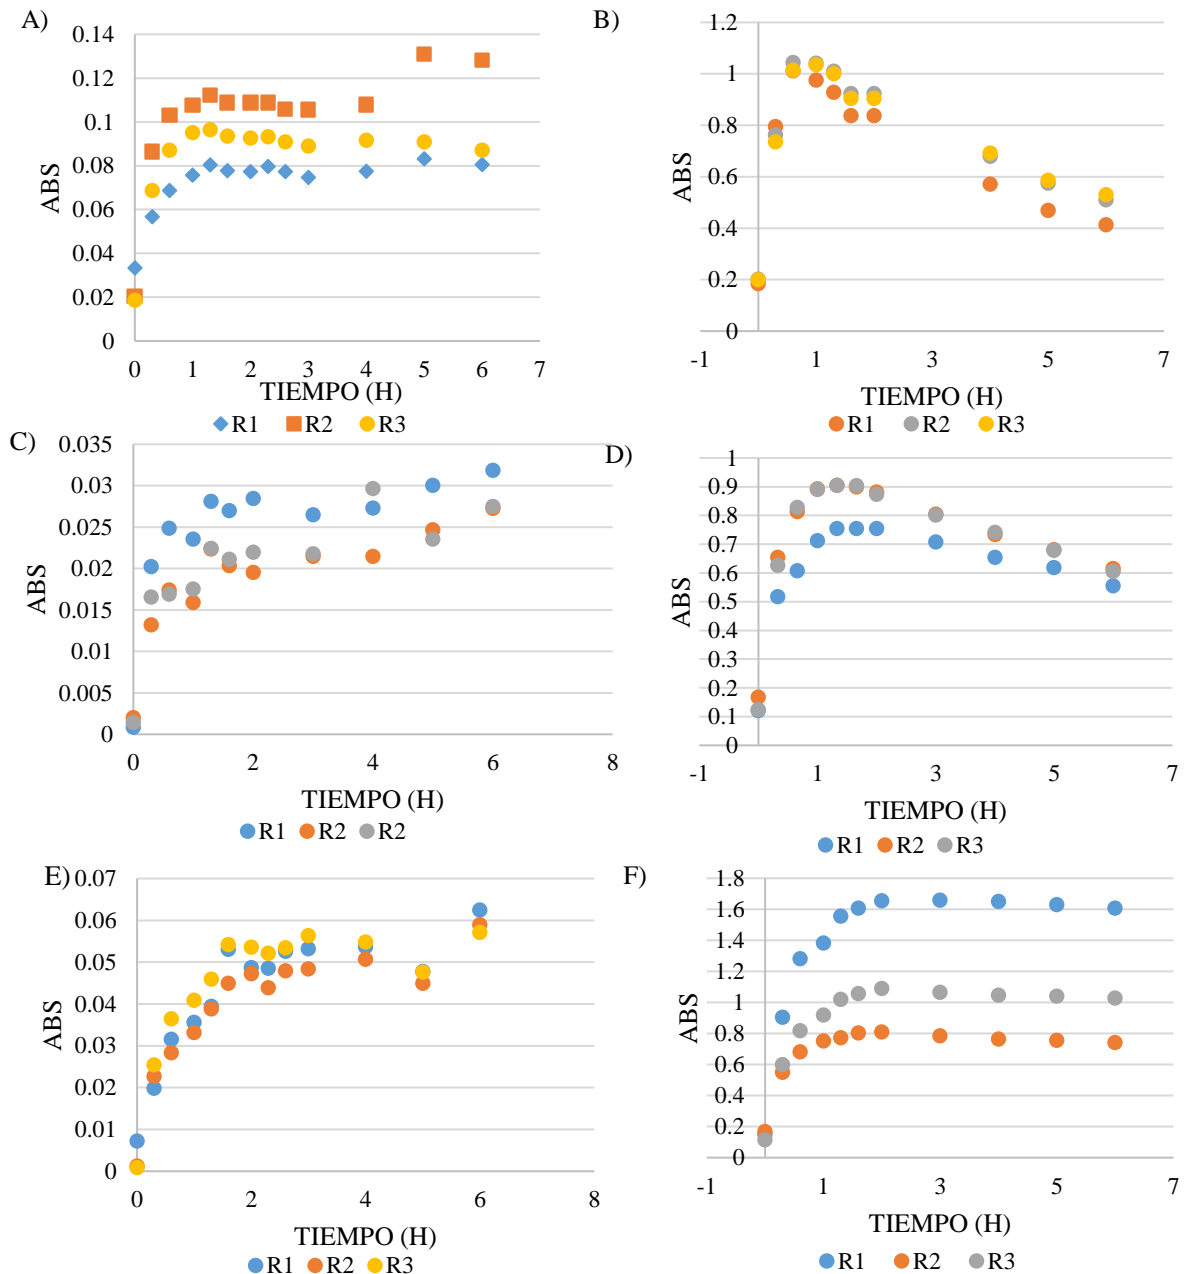 A)
0.14
0.12
0.1
0.08
0.06
0.04
0.02
0
ABS
0 1 2 3 4 5 6 7
TIEMPO (H)
R1 R2 R3
B)
1.2
1
0.8
0.6
0.4
0.2
0
ABS
-1 1 3 5 7
TIEMPO (H)
R1 R2 R3
C)
0.035
0.03
0.025
0.02
0.015
0.01
0.005
0
ABS
0 2 4 6 8
TIEMPO (H)
R1 R2 R2
D)
1
0.9
0.8
0.7
0.6
0.5
0.4
0.3
0.2
0.1
0
ABS
-1 1 3 5 7
TIEMPO (H)
R1 R2 R3
E)
0.07
0.06
0.05
0.04
0.03
0.02
0.01
0
ABS
0 2 4 6 8
TIEMPO (H)
R1 R2 R3
F)
1.8
1.6
1.4
1.2
1
0.8
0.6
0.4
0.2
0
ABS
-1 1 3 5 7
TIEMPO (H)
R1 R2 R3